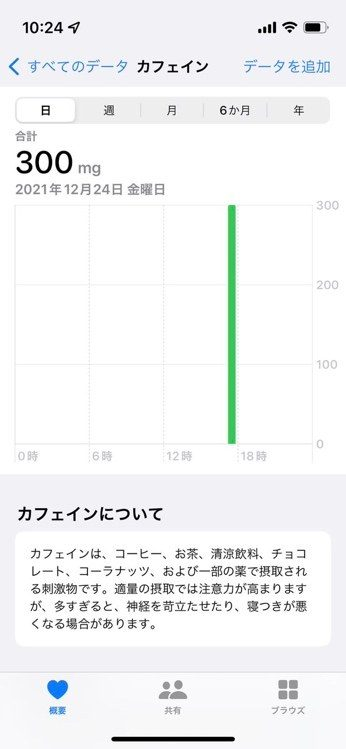 10:24
すべてのデータ カフェイン データを追加
日 週 月 6か月 年
合計
300 mg
2021年12月24日 金曜日
300
200
100
0
0時 6時 12時 18時
カフェインについて
カフェインは、コーヒー、お茶、清涼飲料、チョコ
レート、コーラナッツ、および一部の薬で摂取され
る刺激物です。適量の摂取では注意力が高まります
が、多すぎると、神経を苛立たせたり、寝つきが悪
くなる場合があります。
概要 共有 ブラウズ